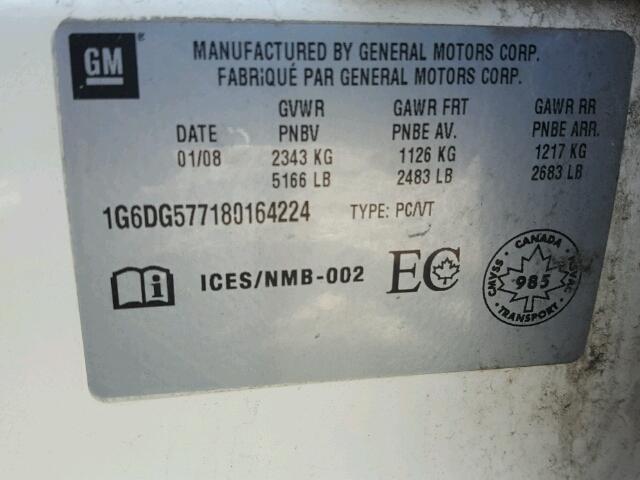 GM
MANUFACTURED BY GENERAL MOTORS CORP.
FABRIQUÉ PAR GENERAL MOTORS CORP.
GVWR GAWR FRT GAWR RR
DATE PNBV PNBE AV. PNBE ARR.
01/08 2343 KG 1126 KG 1217 KG
5166 LB 2483 LB 2683 LB
1G6DG577180164224 TYPE: PC/VT
i ICES/NMB-002 EC
CANADA
CMVSS 985 NSVAC
TRANSPORT